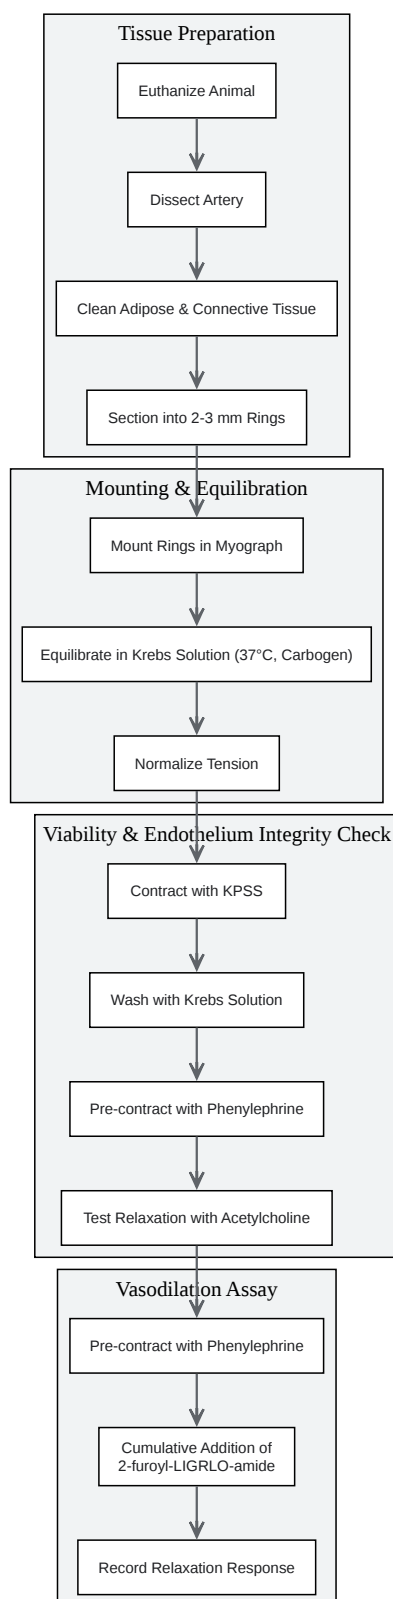 Tissue Preparation
Euthanize Animal
Dissect Artery
Clean Adipose & Connective Tissue
Section into 2-3 mm Rings
Mounting & Equilibration
Mount Rings in Myograph
Equilibrate in Krebs Solution (37°C, Carbogen)
Normalize Tension
Viability & Endothelium Integrity Check
Contract with KPSS
Wash with Krebs Solution
Pre-contract with Phenylephrine
Test Relaxation with Acetylcholine
Vasodilation Assay
Pre-contract with Phenylephrine
Cumulative Addition of
2-furoyl-LIGRLO-amide
Record Relaxation Response